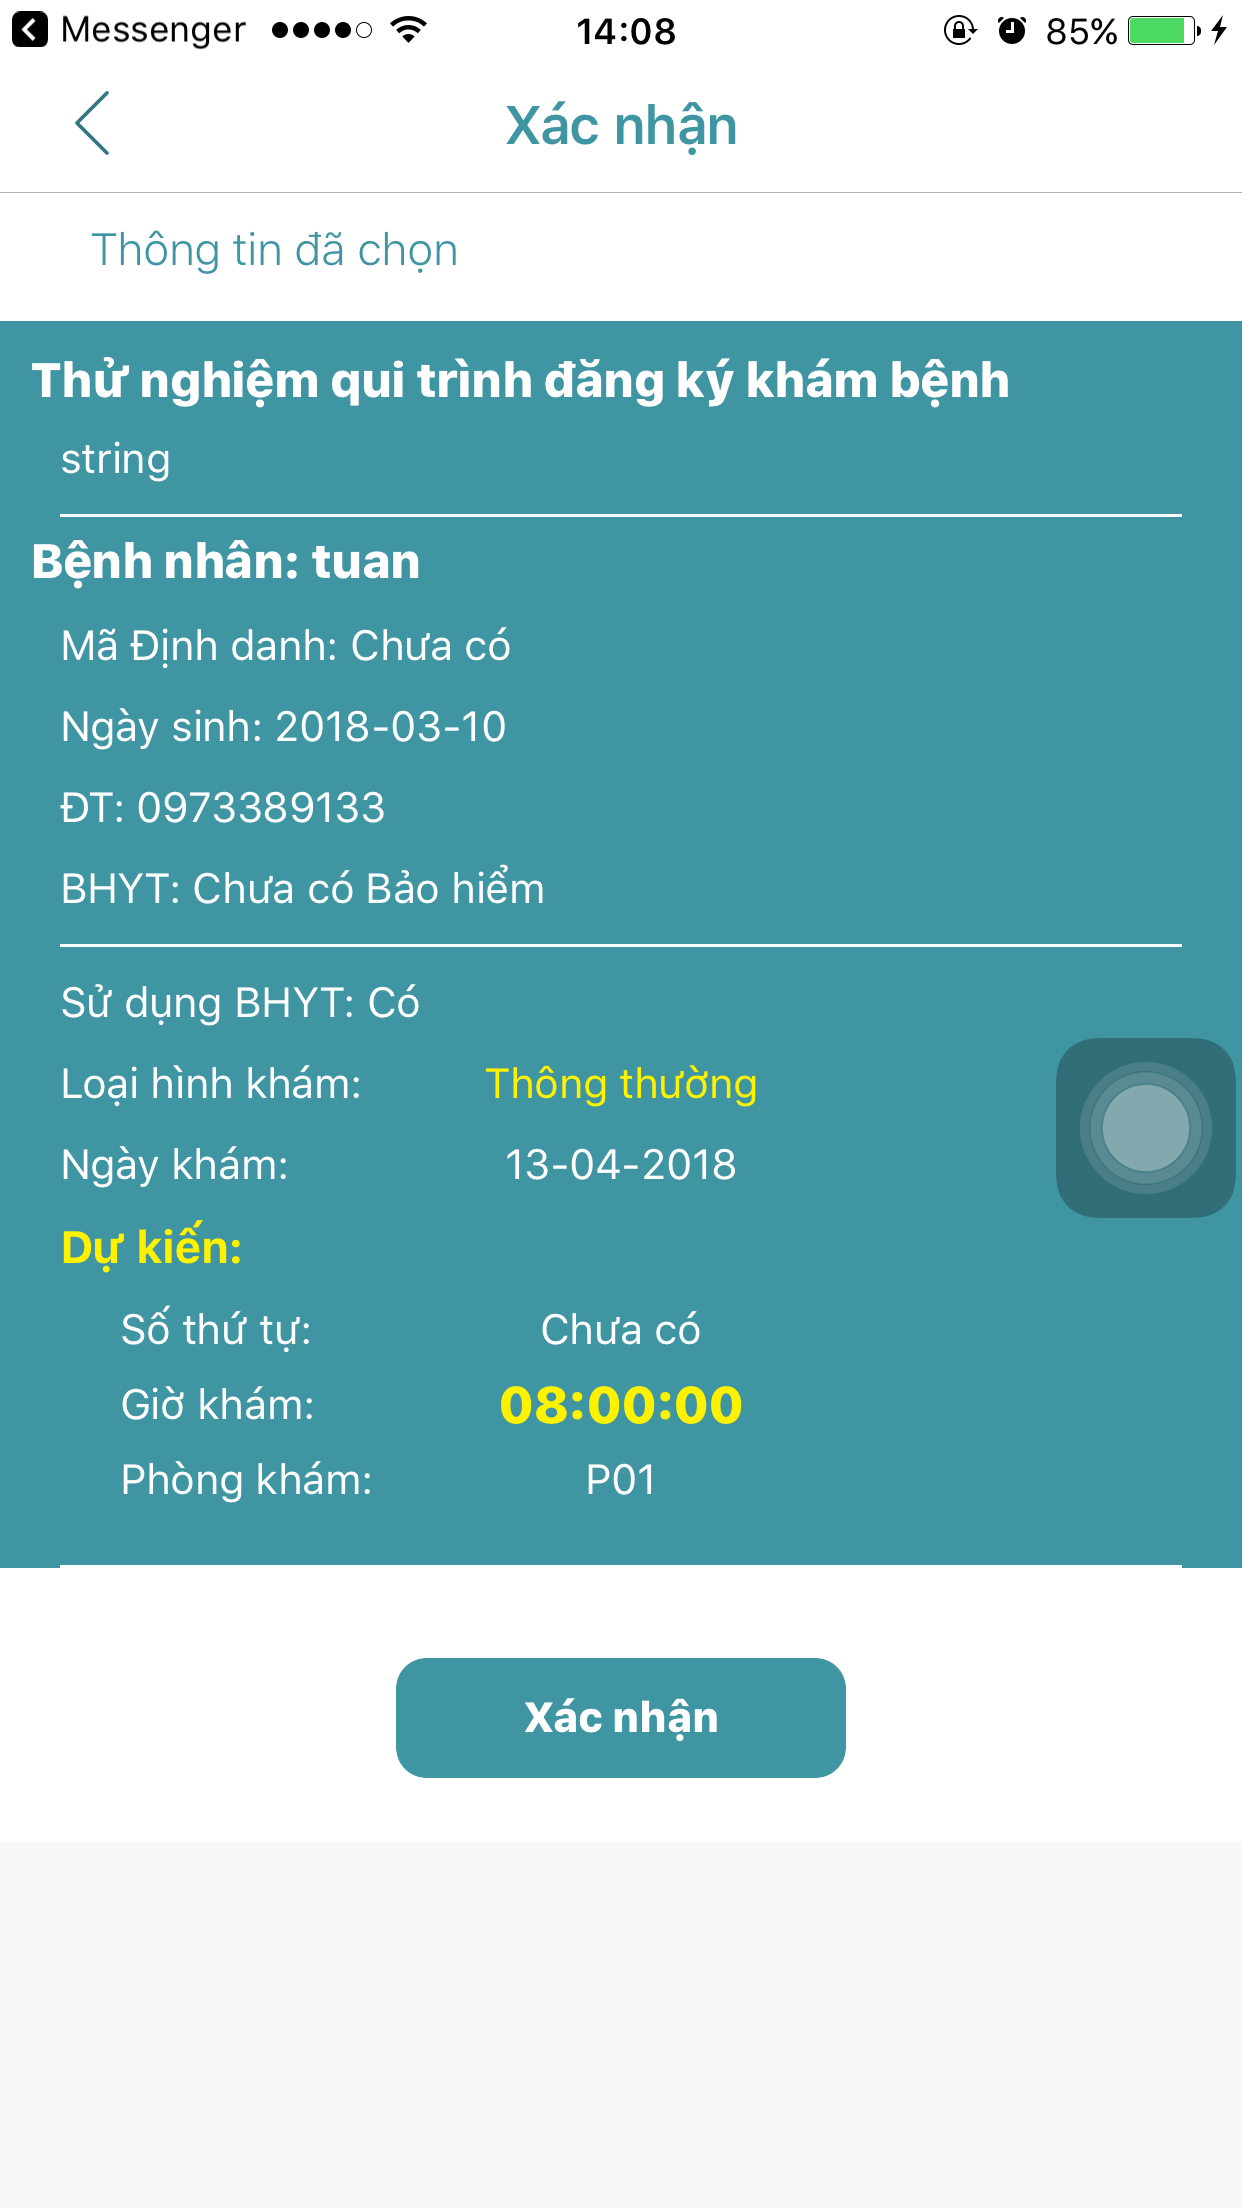 Messenger 14:08 85%
Xác nhận
Thông tin đã chọn
Thử nghiệm qui trình đăng ký khám bệnh
string
Bệnh nhân: tuan
Mã Định danh: Chưa có
Ngày sinh: 2018-03-10
ĐT: 0973389133
BHYT: Chưa có Bảo hiểm
Sử dụng BHYT: Có
Loại hình khám: Thông thường
Ngày khám: 13-04-2018
Dự kiến:
Số thứ tự: Chưa có
Giờ khám: 08:00:00
Phòng khám: P01
Xác nhận